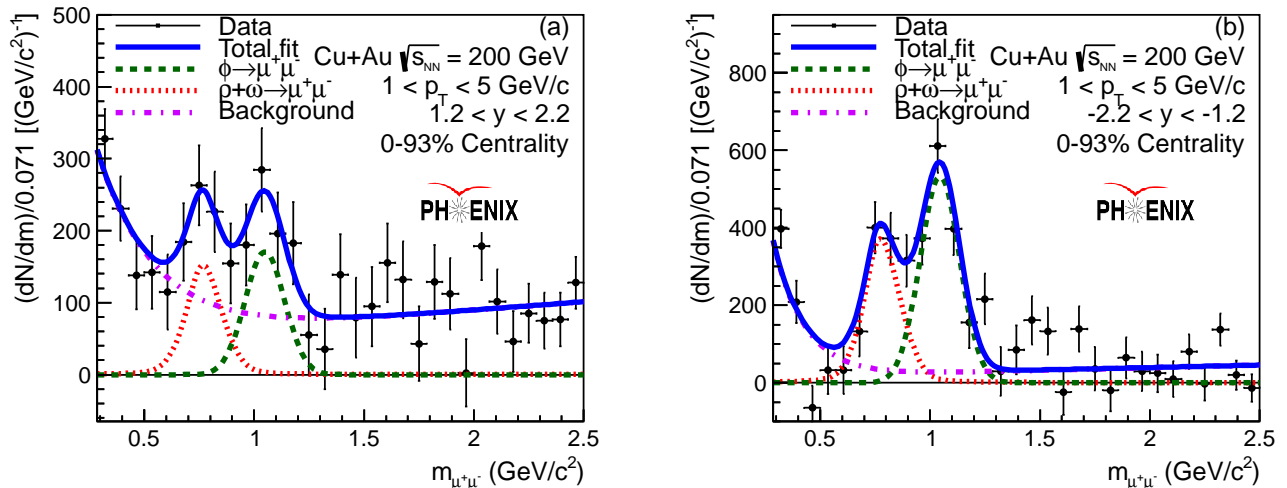 (dN/dm)/0.071 [(GeV/c²)⁻¹]
500
400
300
200
100
0
(a)
Data
Total fit
ϕ→μ⁺μ⁻
ρ+ω→μ⁺μ⁻
Background
Cu+Au √s_NN = 200 GeV
1 < p_T < 5 GeV/c
1.2 < y < 2.2
0-93% Centrality
PHENIX
0.5 1 1.5 2 2.5
m_μ⁺μ⁻ (GeV/c²)
(dN/dm)/0.071 [(GeV/c²)⁻¹]
800
600
400
200
0
(b)
Data
Total fit
ϕ→μ⁺μ⁻
ρ+ω→μ⁺μ⁻
Background
Cu+Au √s_NN = 200 GeV
1 < p_T < 5 GeV/c
-2.2 < y < -1.2
0-93% Centrality
PHENIX
0.5 1 1.5 2 2.5
m_μ⁺μ⁻ (GeV/c²)